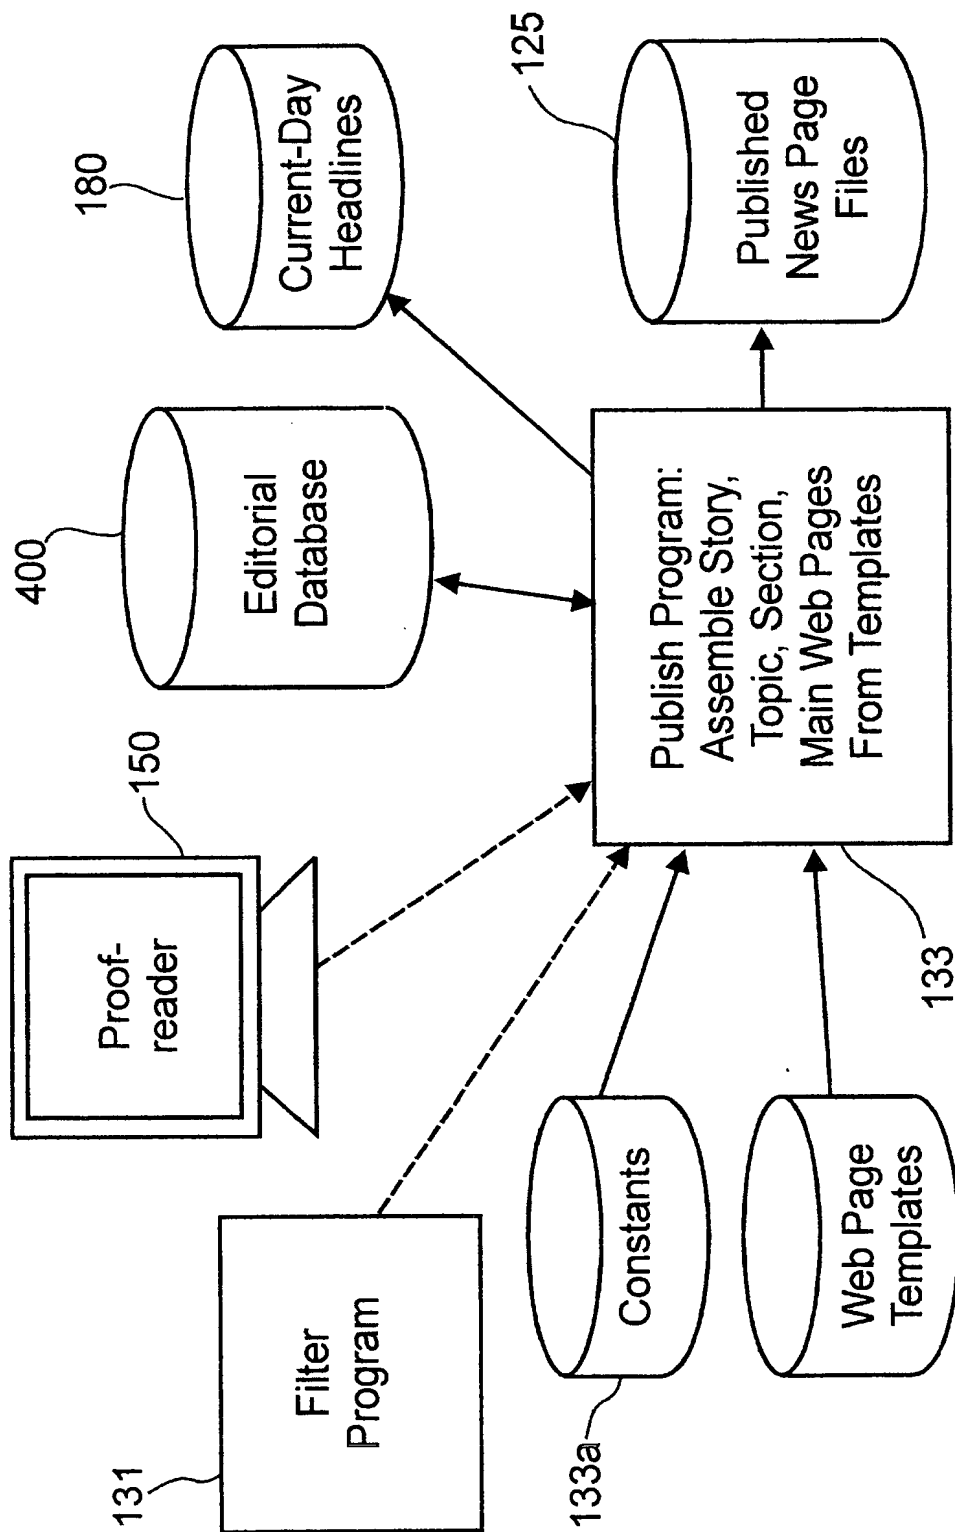 131
Filter
Program
Proof-
reader
150
400
Editorial
Database
180
Current-Day
Headlines
133a
Constants
Web Page
Templates
133
Publish Program:
Assemble Story,
Topic, Section,
Main Web Pages
From Templates
125
Published
News Page
Files